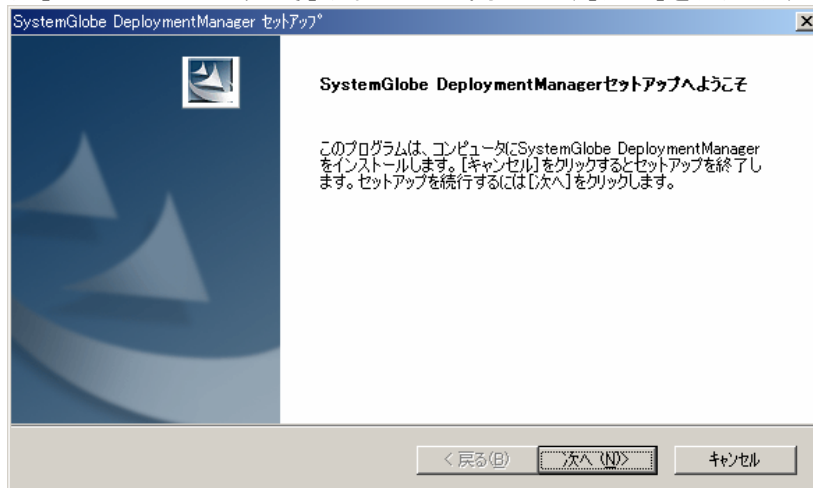 SystemGlobe DeploymentManager セットアップ
SystemGlobe DeploymentManagerセットアップへようこそ
このプログラムは、コンピュータにSystemGlobe DeploymentManager
をインストールします。[キャンセル]をクリックするとセットアップを終了し
ます。セットアップを続行するには[次へ]をクリックします。
< 戻る(B)
次へ (N)>
キャンセル